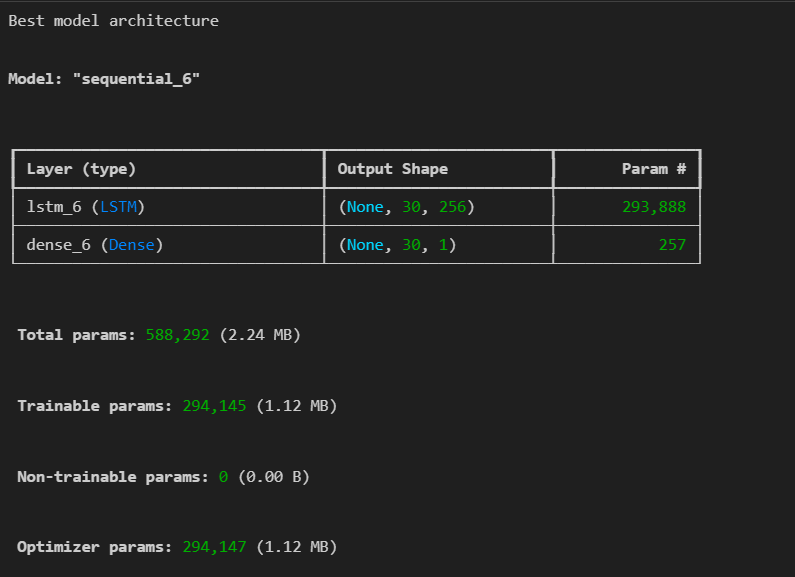 Best model architecture
Model: "sequential_6"
Layer (type) Output Shape Param #
lstm_6 (LSTM) (None, 30, 256) 293,888
dense_6 (Dense) (None, 30, 1) 257
Total params: 588,292 (2.24 MB)
Trainable params: 294,145 (1.12 MB)
Non-trainable params: 0 (0.00 B)
Optimizer params: 294,147 (1.12 MB)